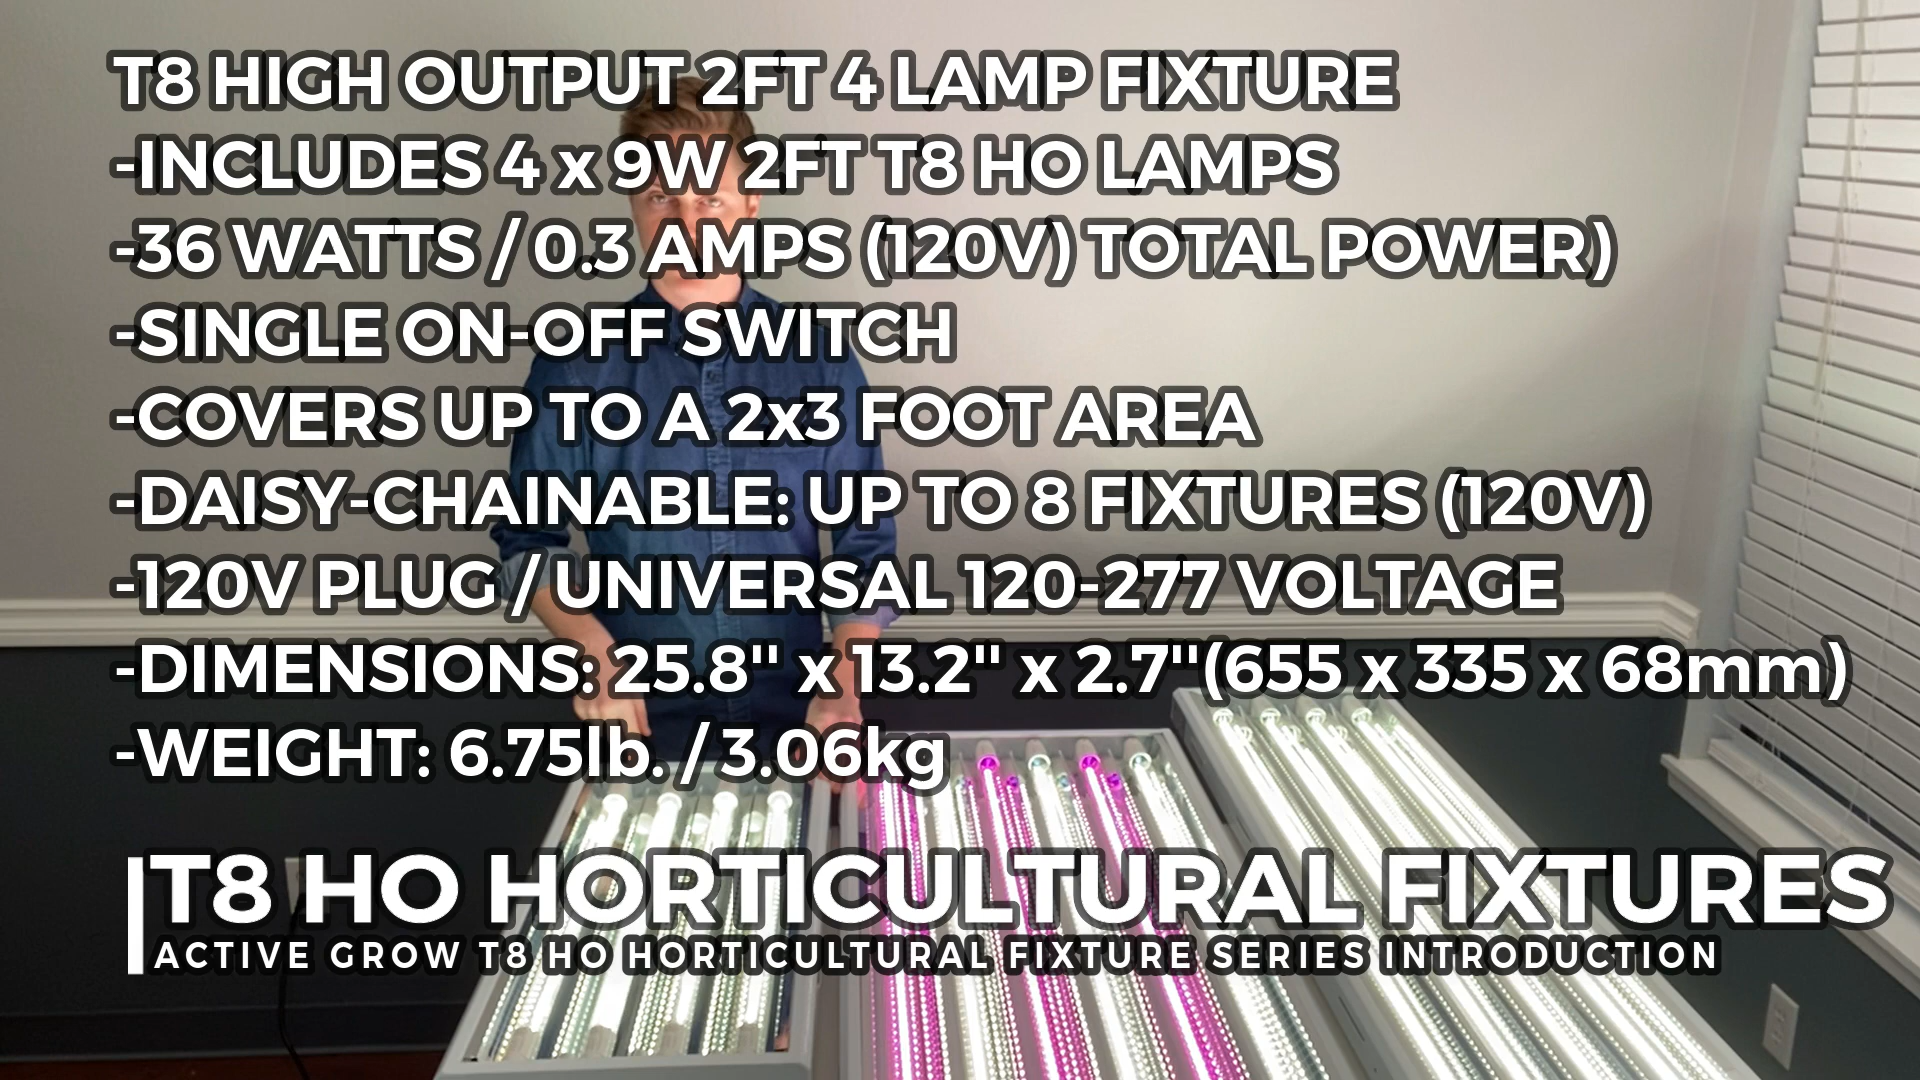 T8 HIGH OUTPUT 2FT 4 LAMP FIXTURE
-INCLUDES 4 x 9W 2FT T8 HO LAMPS
-36 WATTS / 0.3 AMPS (120V) TOTAL POWER)
-SINGLE ON-OFF SWITCH
-COVERS UP TO A 2x3 FOOT AREA
-DAISY-CHAINABLE: UP TO 8 FIXTURES (120V)
-120V PLUG / UNIVERSAL 120-277 VOLTAGE
-DIMENSIONS: 25.8" x 13.2" x 2.7"(655 x 335 x 68mm)
-WEIGHT: 6.75lb. / 3.06kg
T8 HO HORTICULTURAL FIXTURES
ACTIVE GROW T8 HO HORTICULTURAL FIXTURE SERIES INTRODUCTION